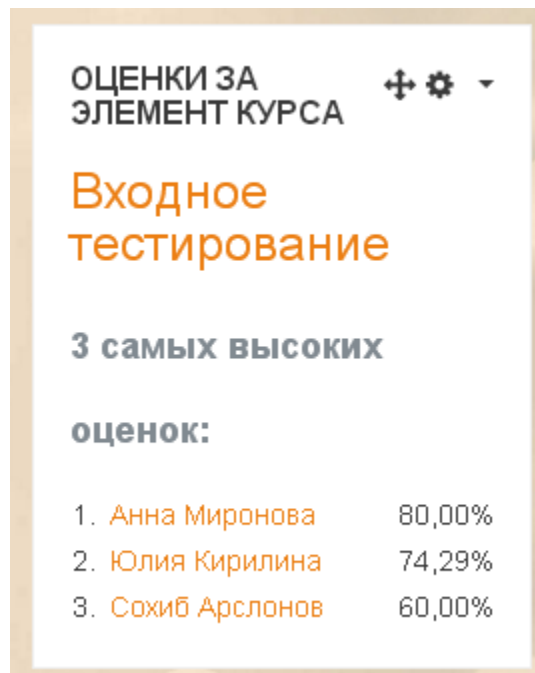 ОЦЕНКИ ЗА
ЭЛЕМЕНТ КУРСА
Входное
тестирование
3 самых высоких
оценок:
1. Анна Миронова 80,00%
2. Юлия Кирилина 74,29%
3. Сохиб Арслонов 60,00%